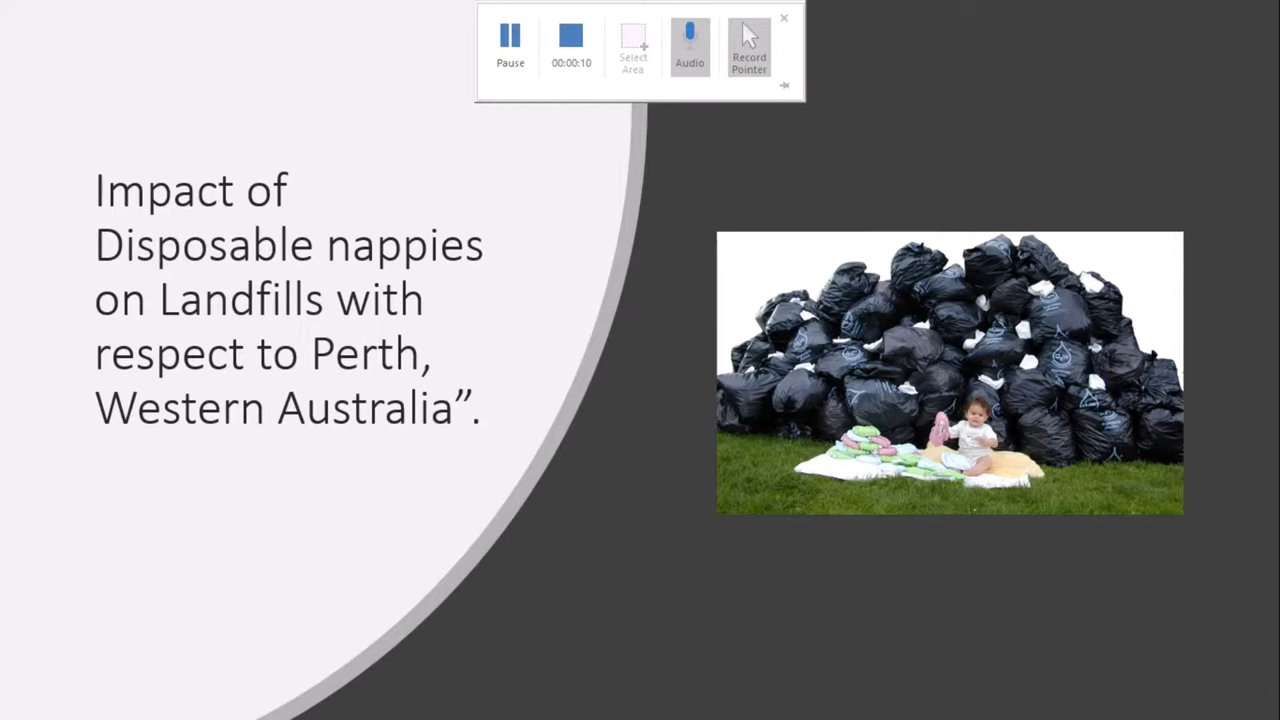 Pause
00:00:10
Select
Area
Audio
Record
Pointer
Impact of
Disposable nappies
on Landfills with
respect to Perth,
Western Australia”.